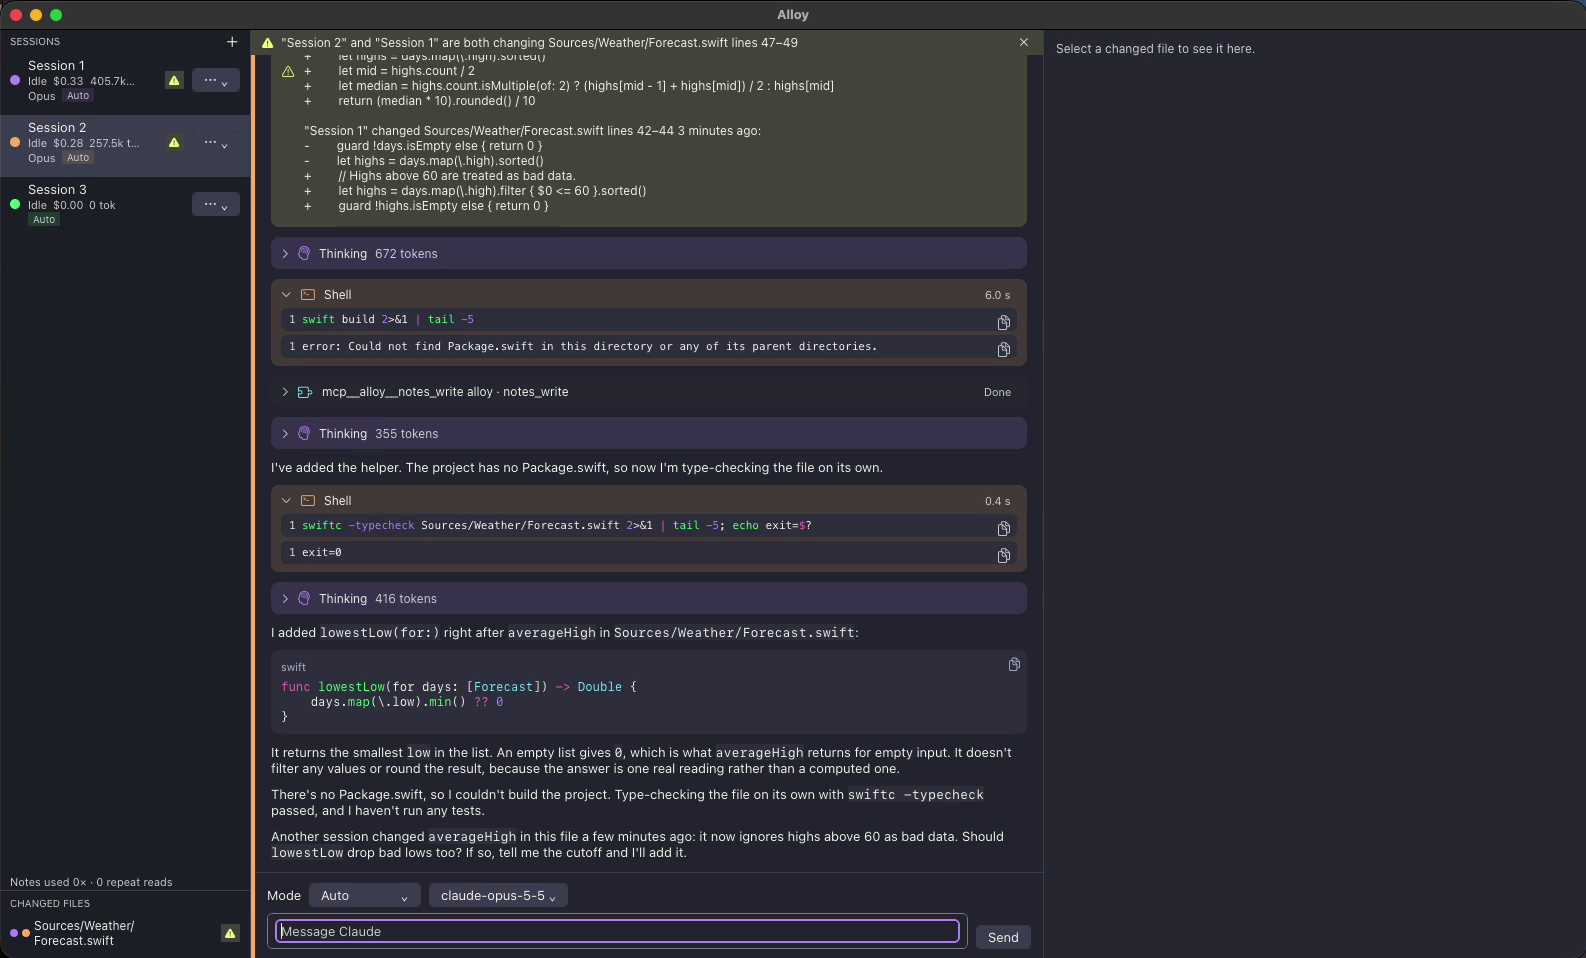 Alloy
SESSIONS
Session 1
Idle $0.33 405.7k...
Opus Auto
Session 2
Idle $0.28 257.5k t...
Opus Auto
Session 3
Idle $0.00 0 tok
Auto
Notes used 0× · 0 repeat reads
CHANGED FILES
Sources/Weather/
Forecast.swift
"Session 2" and "Session 1" are both changing Sources/Weather/Forecast.swift lines 47–49
+ let highs = days.map(\.high).sorted()
+ let mid = highs.count / 2
+ let median = highs.count.isMultiple(of: 2) ? (highs[mid - 1] + highs[mid]) / 2 : highs[mid]
+ return (median * 10).rounded() / 10
"Session 1" changed Sources/Weather/Forecast.swift lines 42–44 3 minutes ago:
- guard !days.isEmpty else { return 0 }
- let highs = days.map(\.high).sorted()
+ // Highs above 60 are treated as bad data.
+ let highs = days.map(\.high).filter { $0 <= 60 }.sorted()
+ guard !highs.isEmpty else { return 0 }
Thinking 672 tokens
Shell 6.0 s
1 swift build 2>&1 | tail -5
1 error: Could not find Package.swift in this directory or any of its parent directories.
mcp__alloy__notes_write alloy · notes_write Done
Thinking 355 tokens
I've added the helper. The project has no Package.swift, so now I'm type-checking the file on its own.
Shell 0.4 s
1 swiftc -typecheck Sources/Weather/Forecast.swift 2>&1 | tail -5; echo exit=$?
1 exit=0
Thinking 416 tokens
I added lowestLow(for:) right after averageHigh in Sources/Weather/Forecast.swift:
swift
func lowestLow(for days: [Forecast]) -> Double {
days.map(\.low).min() ?? 0
}
It returns the smallest low in the list. An empty list gives 0, which is what averageHigh returns for empty input. It doesn't
filter any values or round the result, because the answer is one real reading rather than a computed one.
There's no Package.swift, so I couldn't build the project. Type-checking the file on its own with swiftc -typecheck
passed, and I haven't run any tests.
Another session changed averageHigh in this file a few minutes ago: it now ignores highs above 60 as bad data. Should
lowestLow drop bad lows too? If so, tell me the cutoff and I'll add it.
Mode Auto claude-opus-5-5
Message Claude
Send
Select a changed file to see it here.